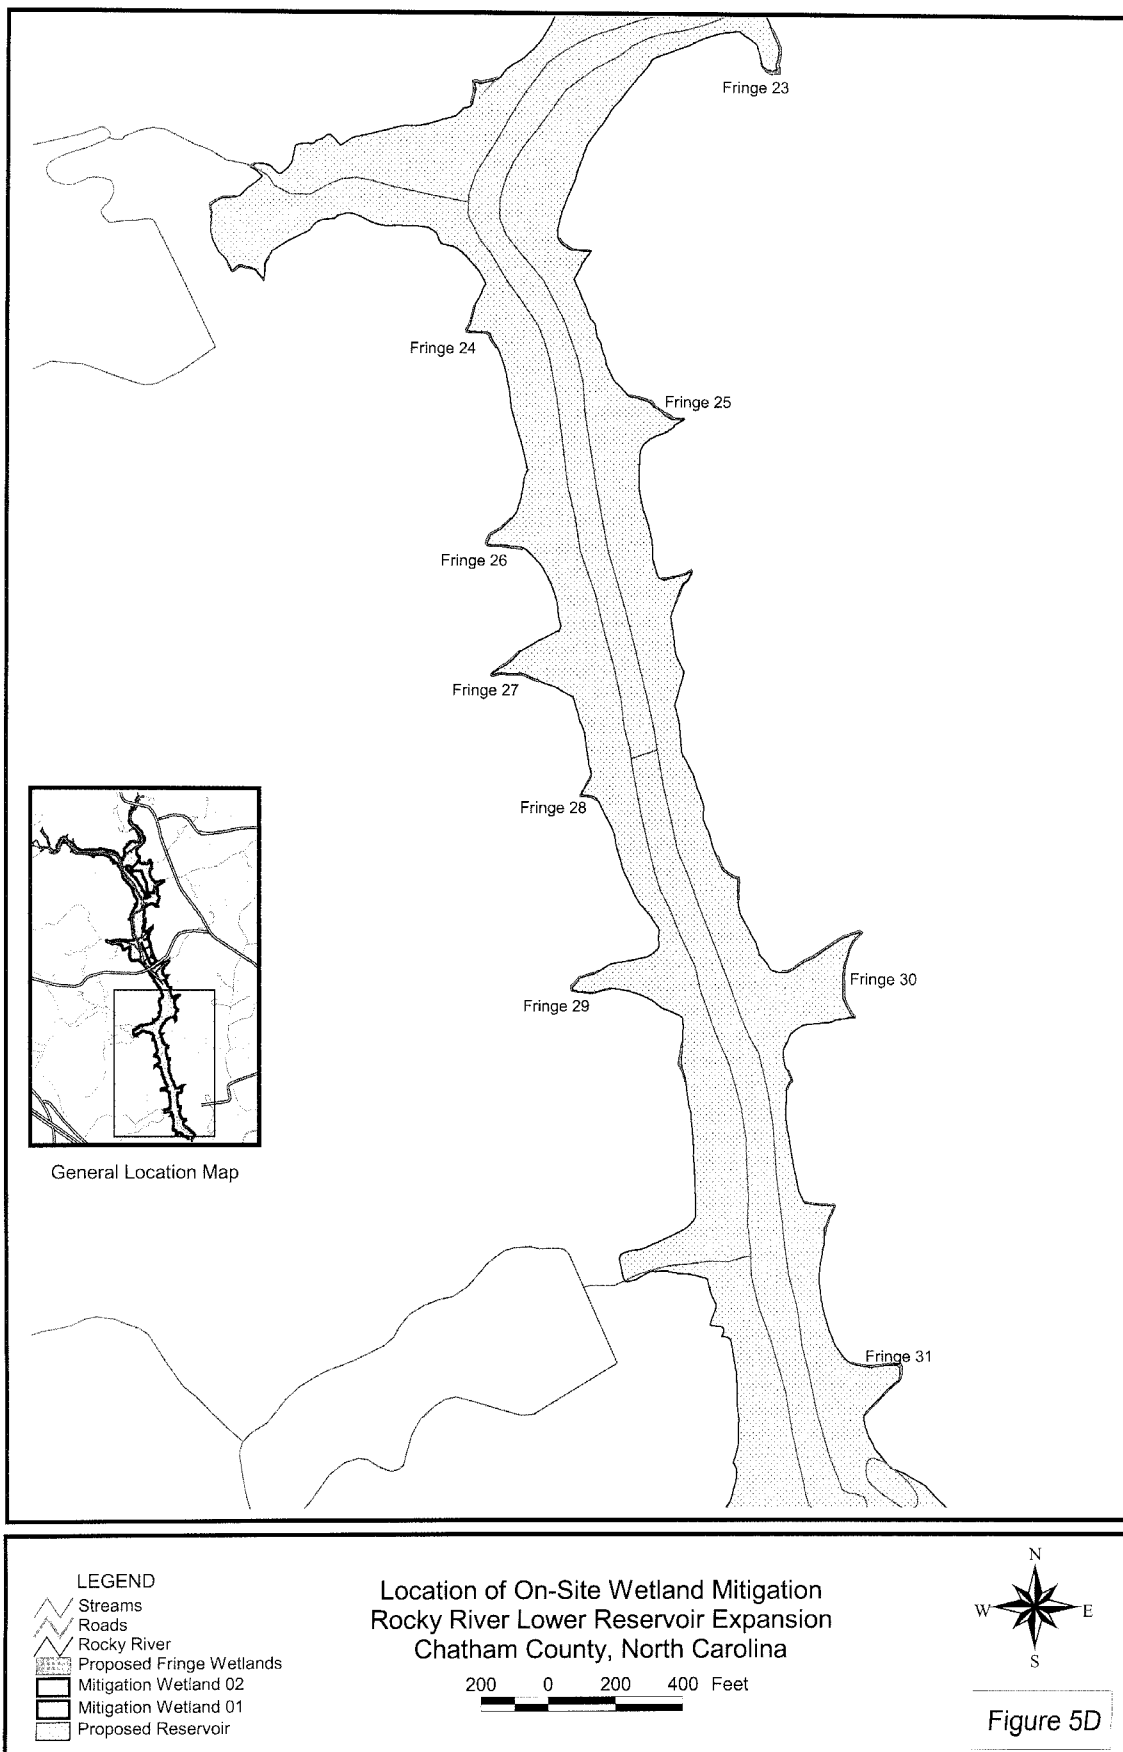 Fringe 23
Fringe 24
Fringe 25
Fringe 26
Fringe 27
Fringe 28
Fringe 29
Fringe 30
General Location Map
Fringe 31
LEGEND
Streams
Roads
Rocky River
Proposed Fringe Wetlands
Mitigation Wetland 02
Mitigation Wetland 01
Proposed Reservoir
Location of On-Site Wetland Mitigation
Rocky River Lower Reservoir Expansion
Chatham County, North Carolina
200 0 200 400 Feet
N
W E
S
Figure 5D